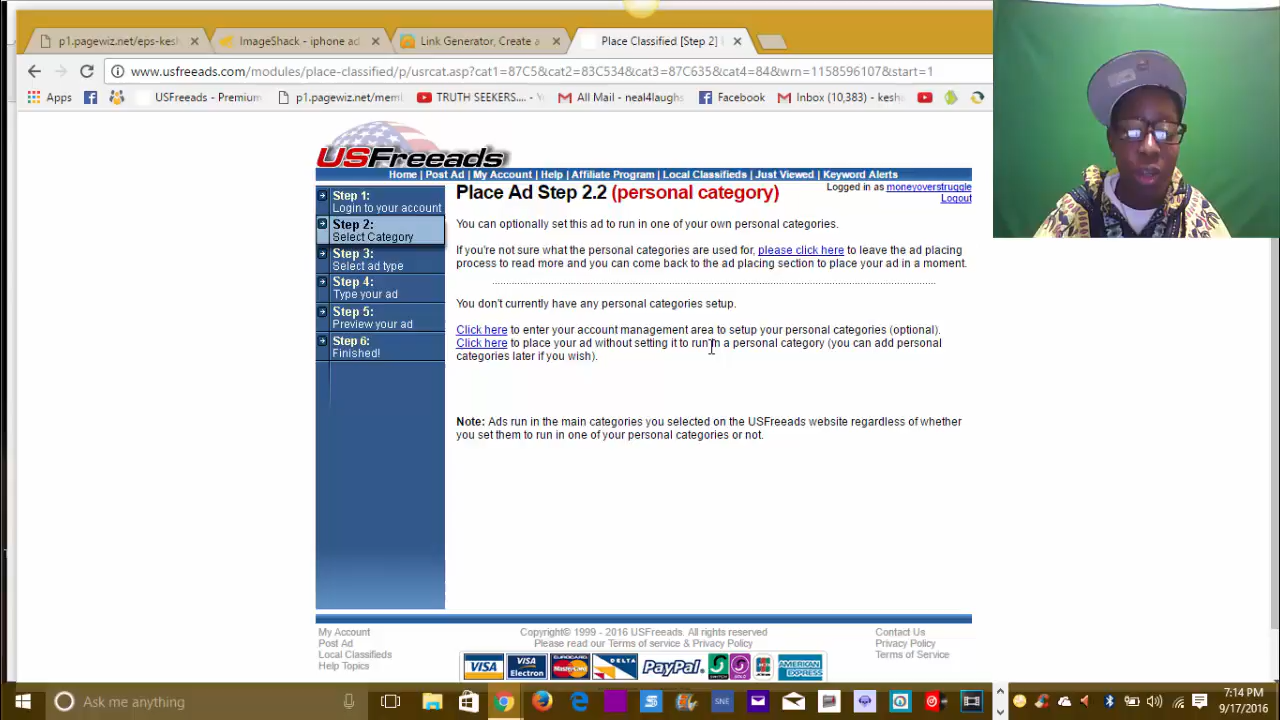 p1.pagewiz.net/eps-kesh
ImageShack - iphone ad
Link Generator, Create a
Place Classified [Step 2]
www.usfreeads.com/modules/place-classified/p/usrcat.asp?cat1=87C5&cat2=83C534&cat3=87C635&cat4=84&wrn=1158596107&start=1
Apps
USFreeads - Premium
p1.pagewiz.net/meml
TRUTH SEEKERS.... - Y
All Mail - neal4laughs
Facebook
Inbox (10,383) - kesha
USFreeads
Home | Post Ad | My Account | Help | Affiliate Program | Local Classifieds | Just Viewed | Keyword Alerts
Step 1:
Login to your account
Step 2:
Select Category
Step 3:
Select ad type
Step 4:
Type your ad
Step 5:
Preview your ad
Step 6:
Finished!
Place Ad Step 2.2 (personal category)
Logged in as moneyoverstruggle
Logout
You can optionally set this ad to run in one of your own personal categories.
If you're not sure what the personal categories are used for, please click here to leave the ad placing
process to read more and you can come back to the ad placing section to place your ad in a moment.
You don't currently have any personal categories setup.
Click here to enter your account management area to setup your personal categories (optional).
Click here to place your ad without setting it to run in a personal category (you can add personal
categories later if you wish).
Note: Ads run in the main categories you selected on the USFreeads website regardless of whether
you set them to run in one of your personal categories or not.
My Account
Post Ad
Local Classifieds
Help Topics
Copyright© 1999 - 2016 USFreeads. All rights reserved
Please read our Terms of service & Privacy Policy
Contact Us
Privacy Policy
Terms of Service
VISA
VISA
Electron
EUROCARD
MasterCard
DELTA
PayPal
SWITCH
SOLO
JCB
AMERICAN
EXPRESS
Ask me anything
SNE
7:14 PM
9/17/2016